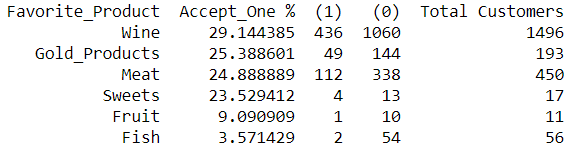 Favorite_Product Accept_One % (1) (0) Total Customers
Wine 29.144385 436 1060 1496
Gold_Products 25.388601 49 144 193
Meat 24.888889 112 338 450
Sweets 23.529412 4 13 17
Fruit 9.090909 1 10 11
Fish 3.571429 2 54 56